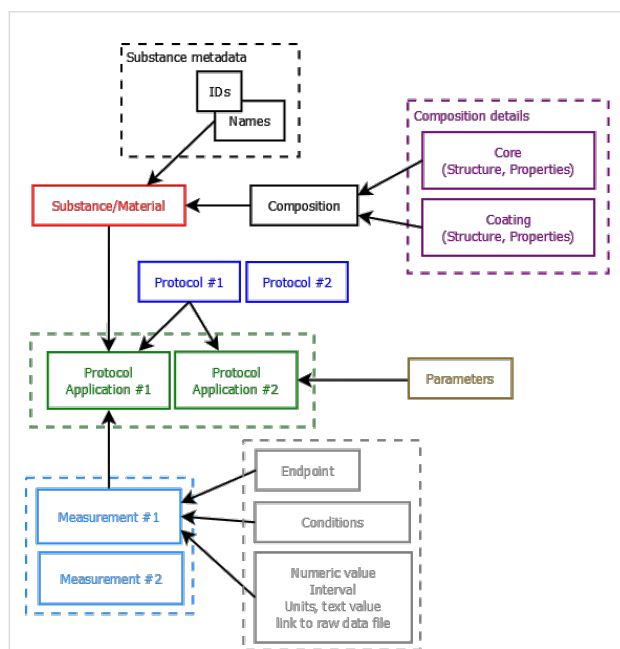 Substance metadata
IDs
Names
Composition details
Core
(Structure, Properties)
Substance/Material
Composition
Coating
(Structure, Properties)
Protocol #1
Protocol #2
Protocol
Application #1
Protocol
Application #2
Parameters
Endpoint
Measurement #1
Conditions
Measurement #2
Numeric value
Interval
Units, text value
link to raw data file